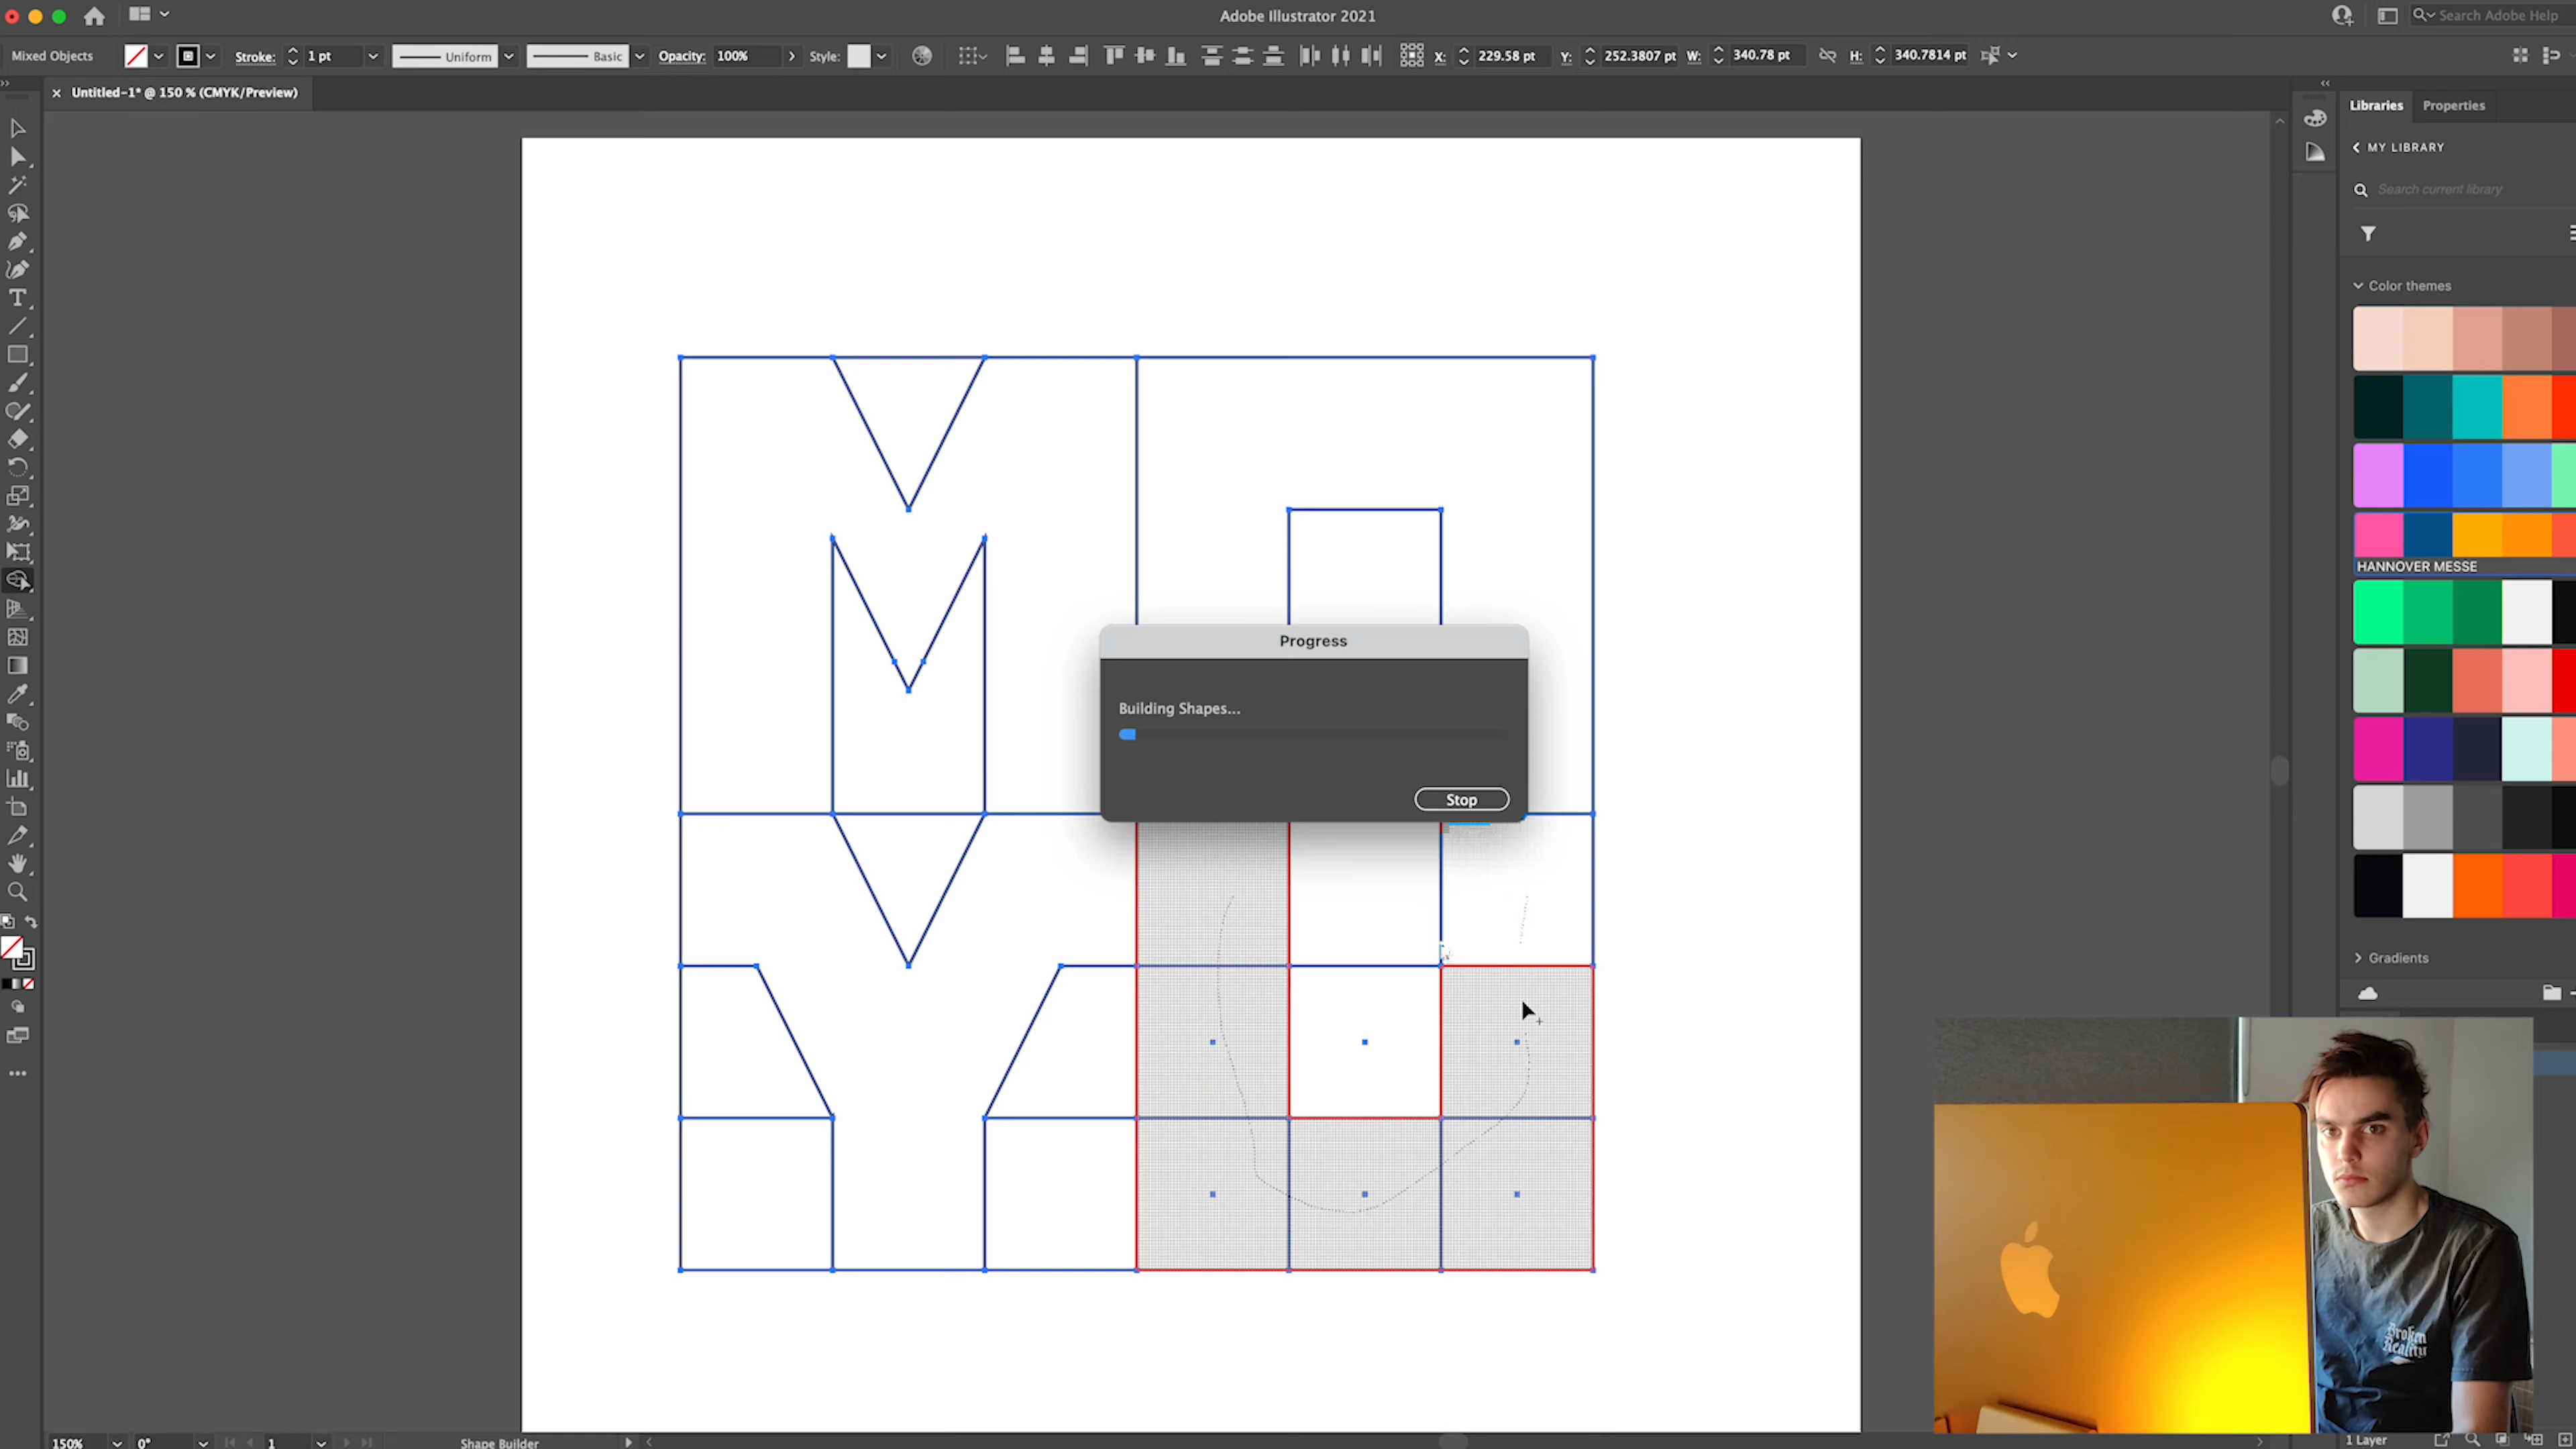 Adobe Illustrator 2021
Search Adobe Help
Mixed Objects
Stroke:
1 pt
Uniform
Basic
Opacity:
100%
Style:
X:
229.58 pt
Y:
252.3807 pt
W:
340.78 pt
H:
340.7814 pt
× Untitled-1* @ 150 % (CMYK/Preview)
Libraries
Properties
MY LIBRARY
Search current library
Color themes
HANNOVER MESSE
Progress
Building Shapes...
Stop
Gradients
Broken
Reality
150%
0°
1
Shape Builder
1 Layer